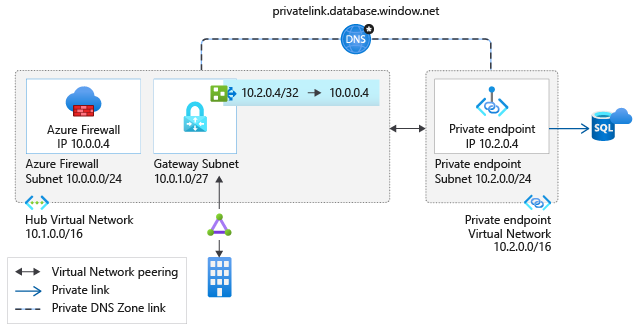 privatelink.database.window.net
DNS
10.2.0.4/32 → 10.0.0.4
Azure Firewall
IP 10.0.0.4
Azure Firewall
Subnet 10.0.0.0/24
Gateway Subnet
10.0.1.0/27
Private endpoint
IP 10.2.0.4
Private endpoint
Subnet 10.2.0.0/24
SQL
Hub Virtual Network
10.1.0.0/16
Private endpoint
Virtual Network
10.2.0.0/16
Virtual Network peering
Private link
Private DNS Zone link